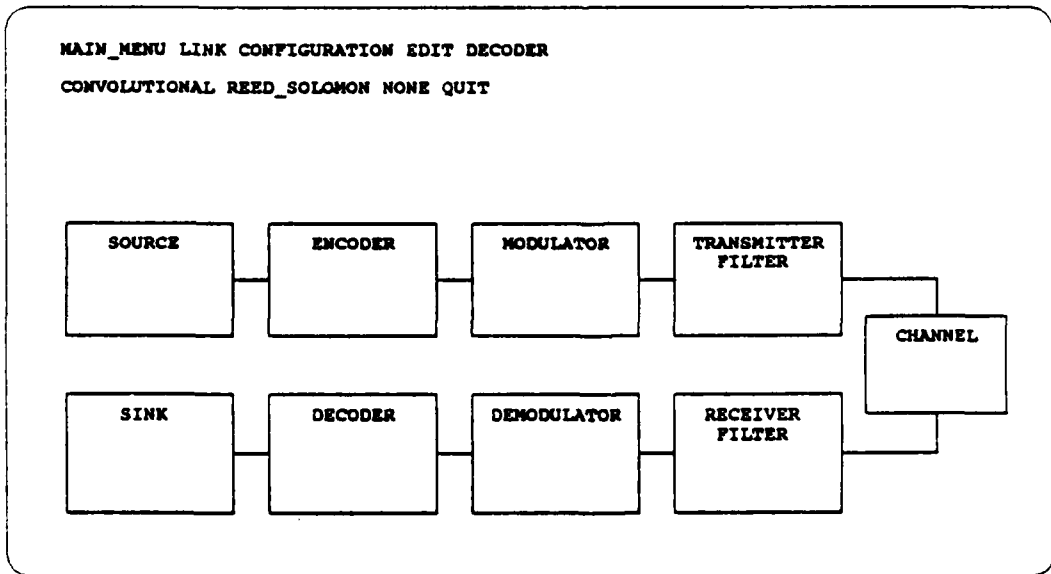 MAIN_MENU LINK CONFIGURATION EDIT DECODER
CONVOLUTIONAL REED_SOLOMON NONE QUIT
SOURCE
ENCODER
MODULATOR
TRANSMITTER
FILTER
CHANNEL
SINK
DECODER
DEMODULATOR
RECEIVER
FILTER